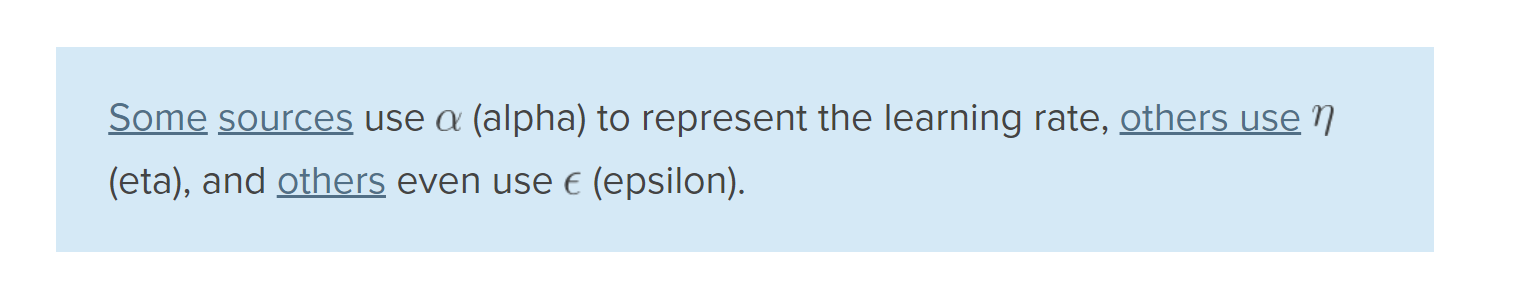 Some sources use α (alpha) to represent the learning rate, others use η
(eta), and others even use ϵ (epsilon).